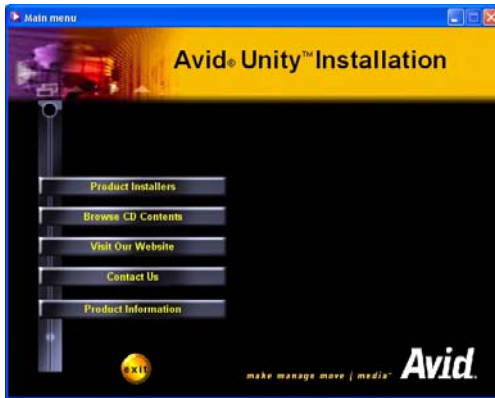 Main menu
Avid® Unity™ Installation
Product Installers
Browse CD Contents
Visit Our Website
Contact Us
Product Information
exit
make manage move | media™
Avid.